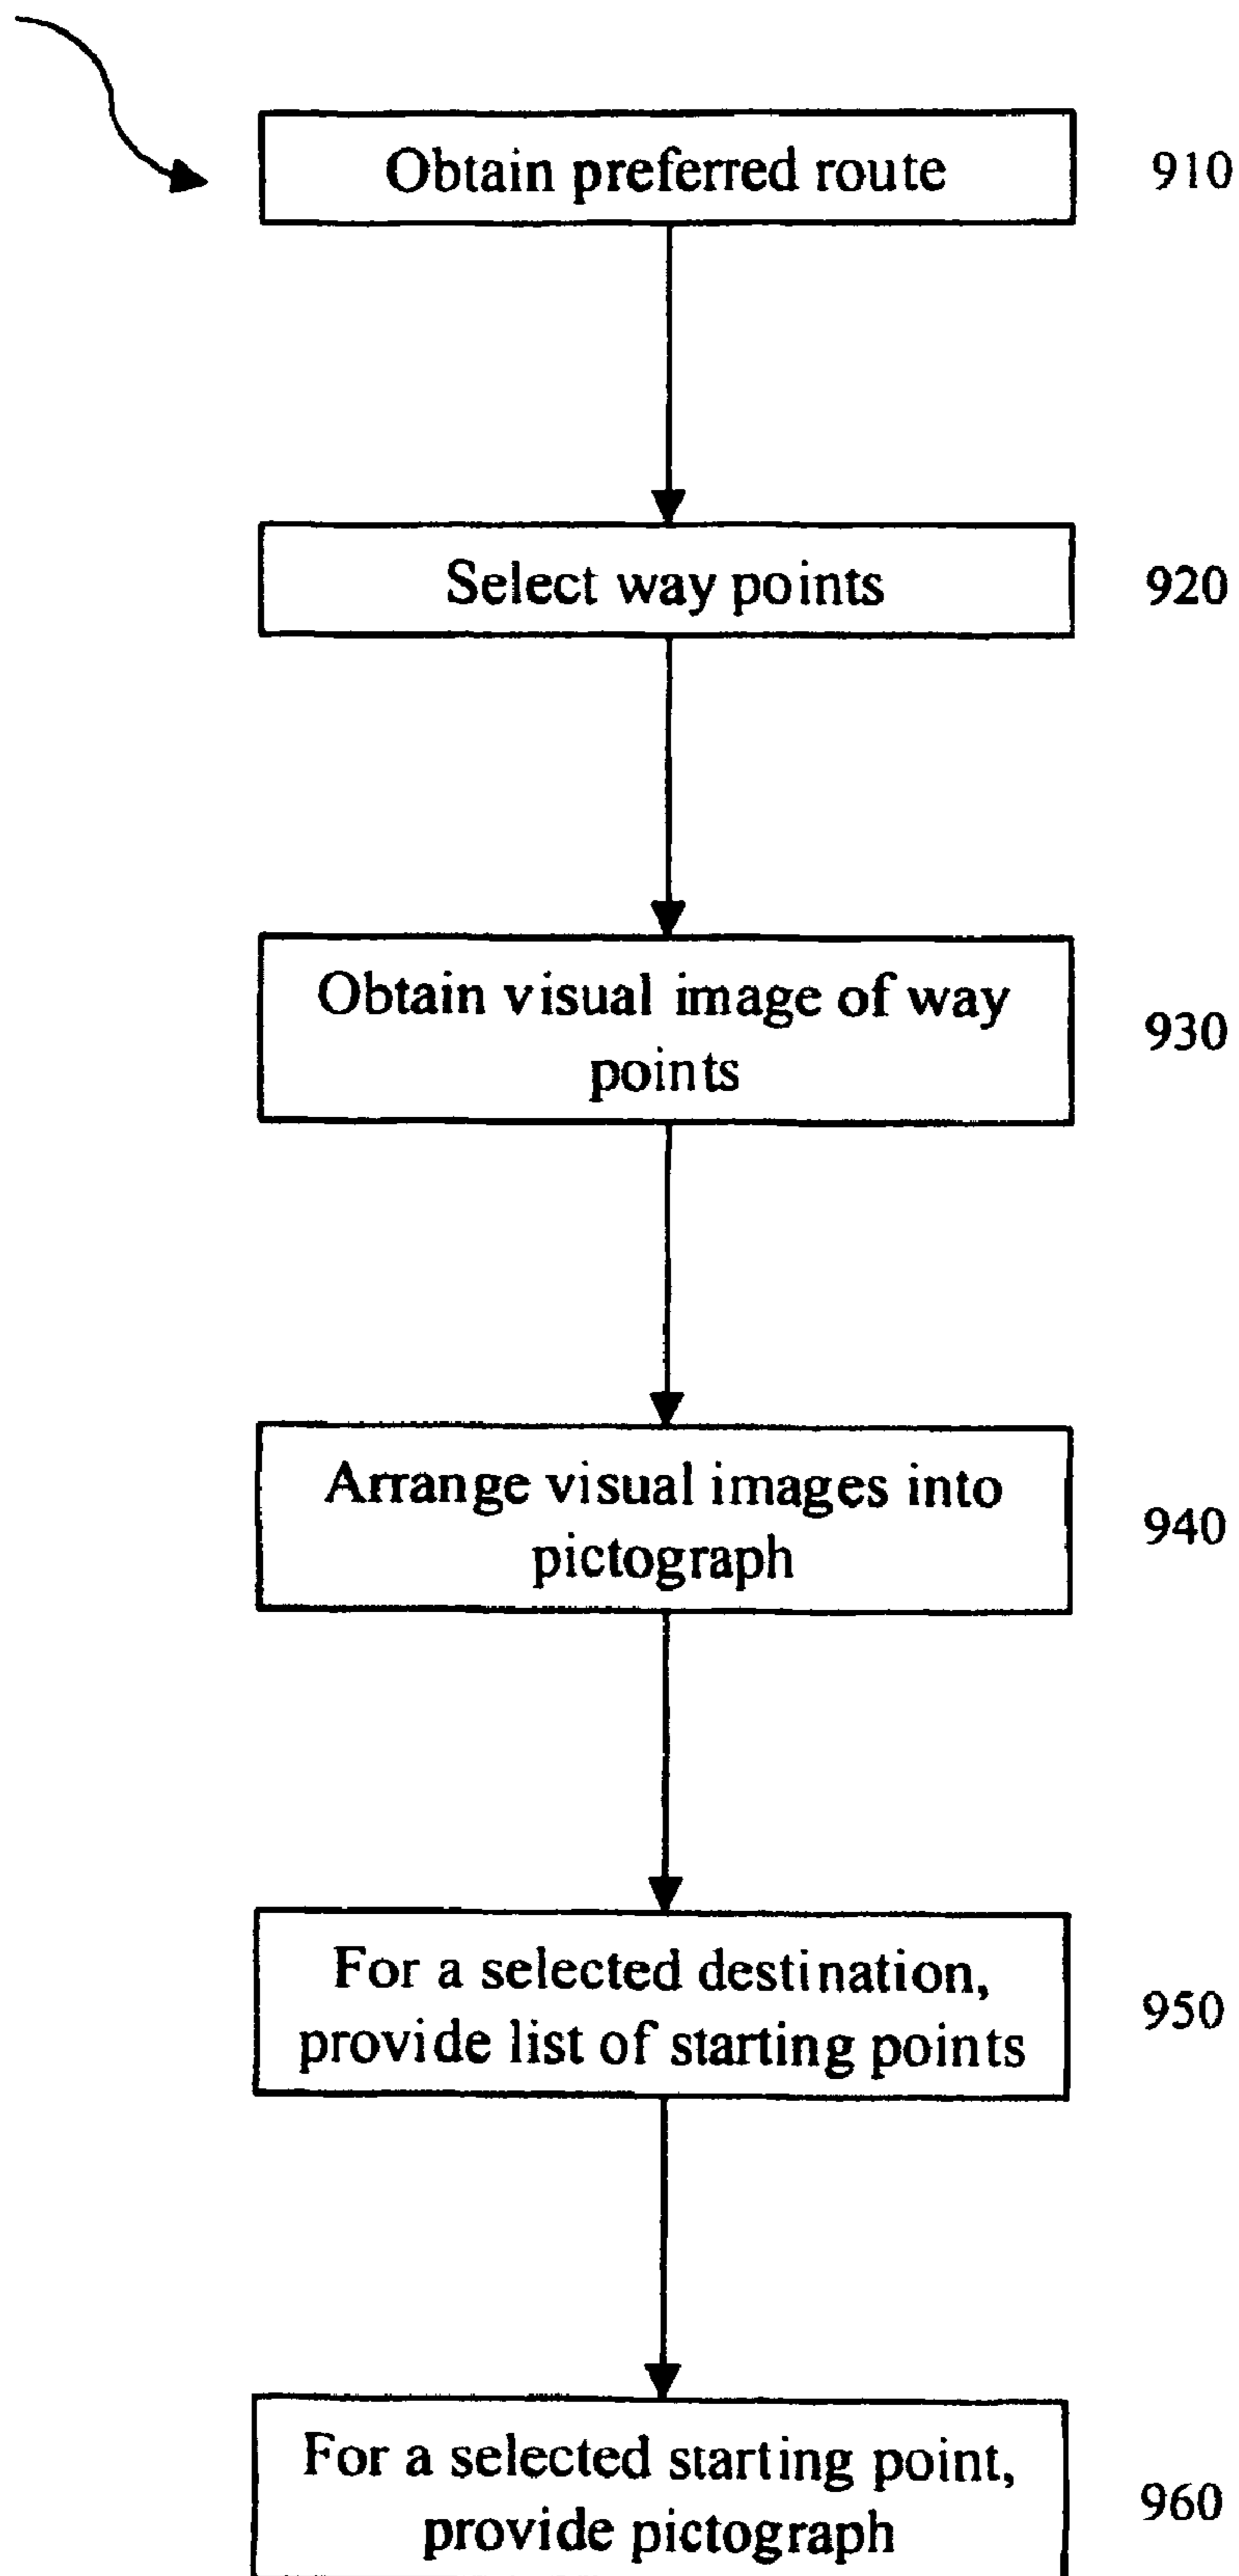 Obtain preferred route 910
Select way points 920
Obtain visual image of way
points
930
Arrange visual images into
pictograph
940
For a selected destination,
provide list of starting points
950
For a selected starting point,
provide pictograph
960